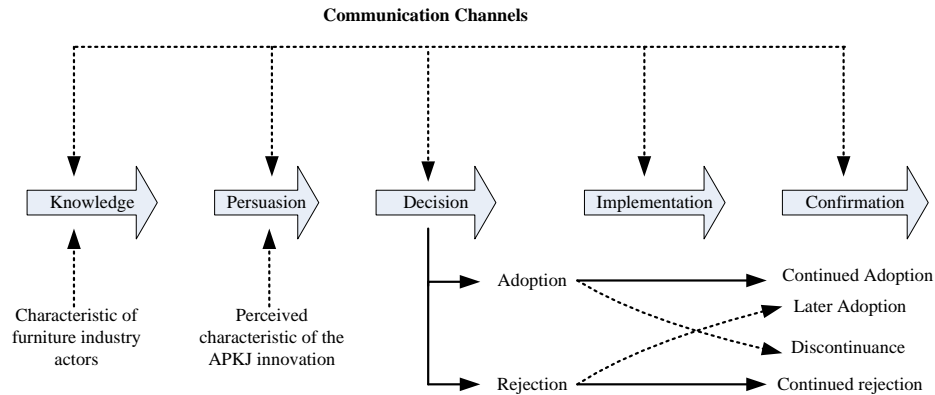 Communication Channels
Knowledge
Persuasion
Decision
Implementation
Confirmation
Characteristic of
furniture industry
actors
Perceived
characteristic of the
APKJ innovation
Adoption
Rejection
Continued Adoption
Later Adoption
Discontinuance
Continued rejection